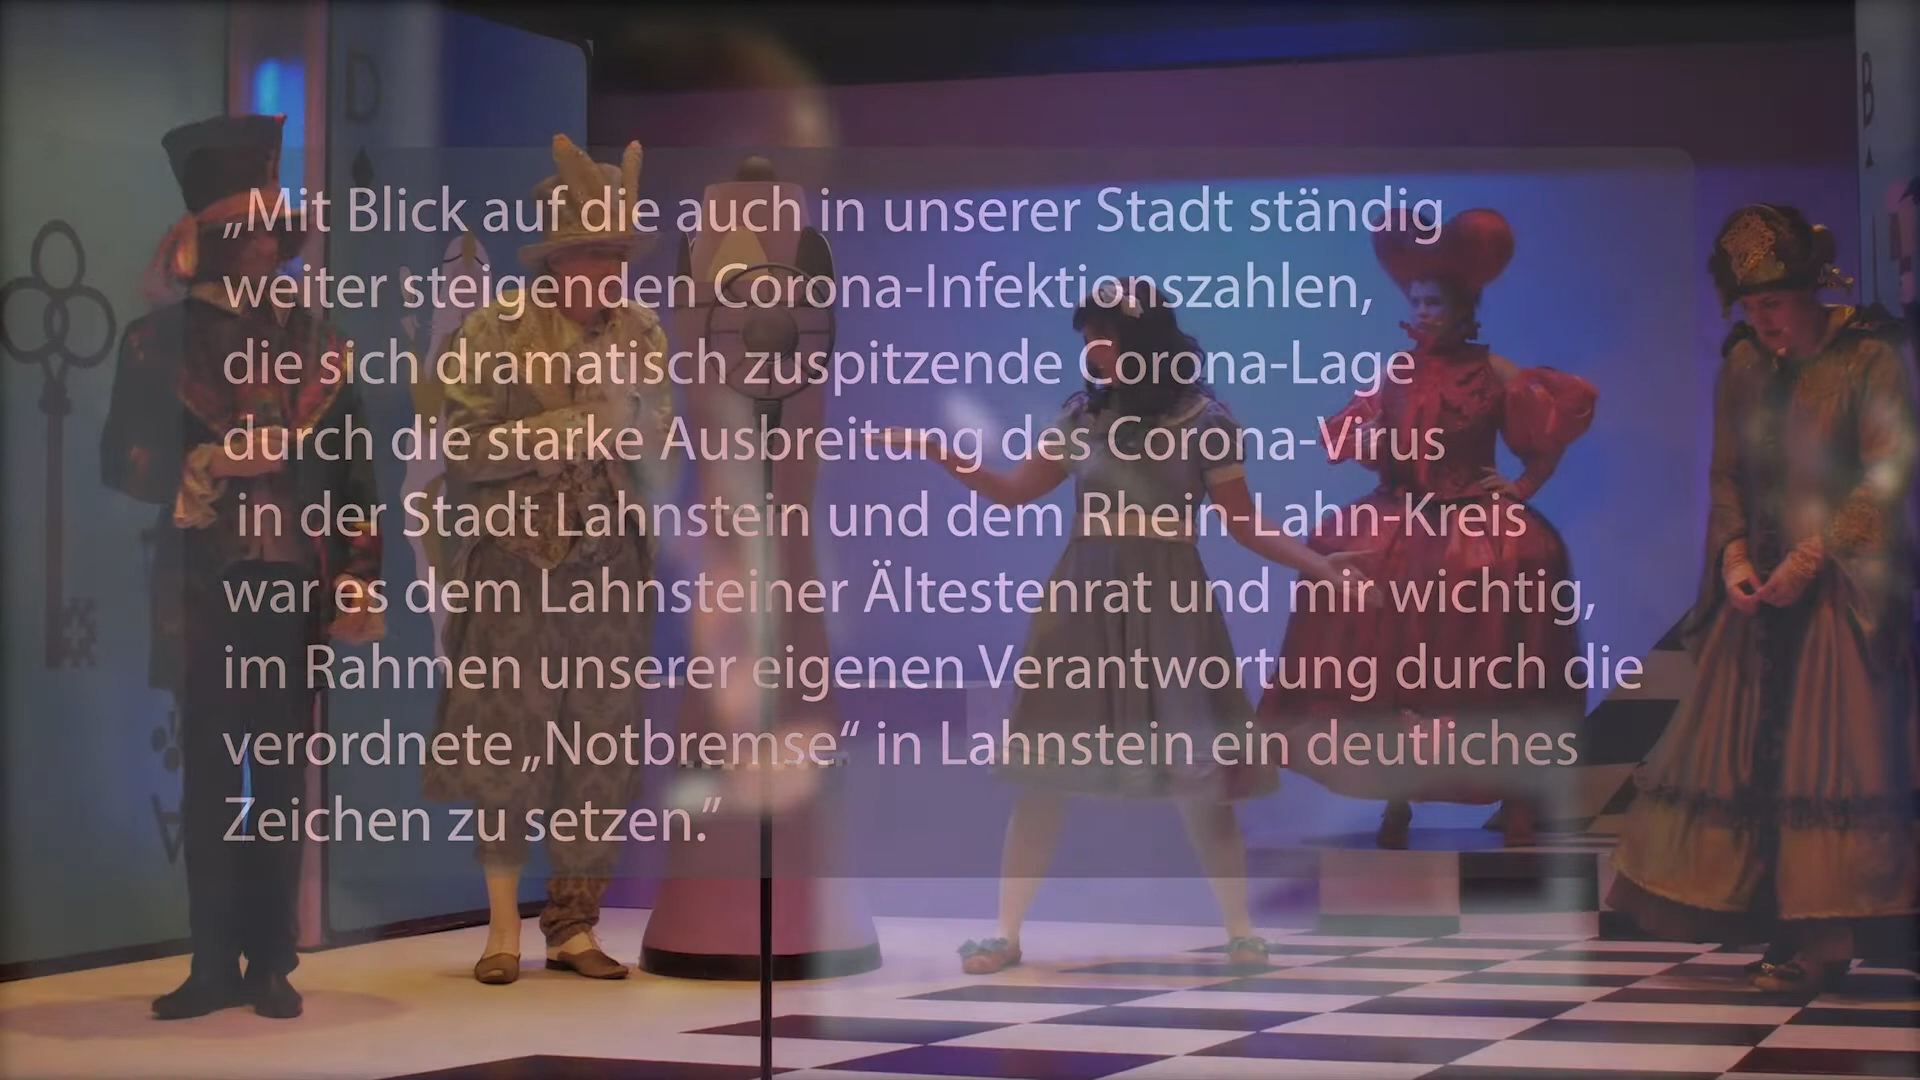 „Mit Blick auf die auch in unserer Stadt ständig
weiter steigenden Corona-Infektionszahlen,
die sich dramatisch zuspitzende Corona-Lage
durch die starke Ausbreitung des Corona-Virus
in der Stadt Lahnstein und dem Rhein-Lahn-Kreis
war es dem Lahnsteiner Ältestenrat und mir wichtig,
im Rahmen unserer eigenen Verantwortung durch die
verordnete „Notbremse“ in Lahnstein ein deutliches
Zeichen zu setzen.”
D
B
A